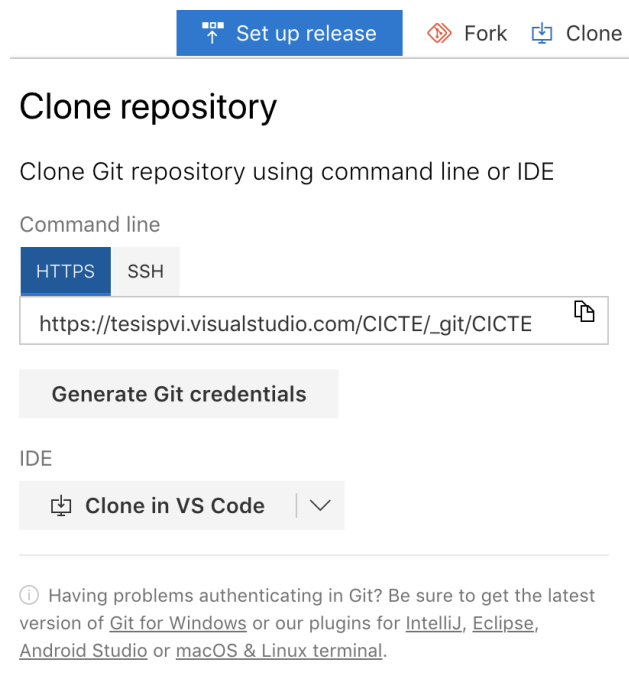 Set up release Fork Clone
Clone repository
Clone Git repository using command line or IDE
Command line
HTTPS SSH
https://tesispvi.visualstudio.com/CICTE/_git/CICTE
Generate Git credentials
IDE
Clone in VS Code
Having problems authenticating in Git? Be sure to get the latest
version of Git for Windows or our plugins for IntelliJ, Eclipse,
Android Studio or macOS & Linux terminal.